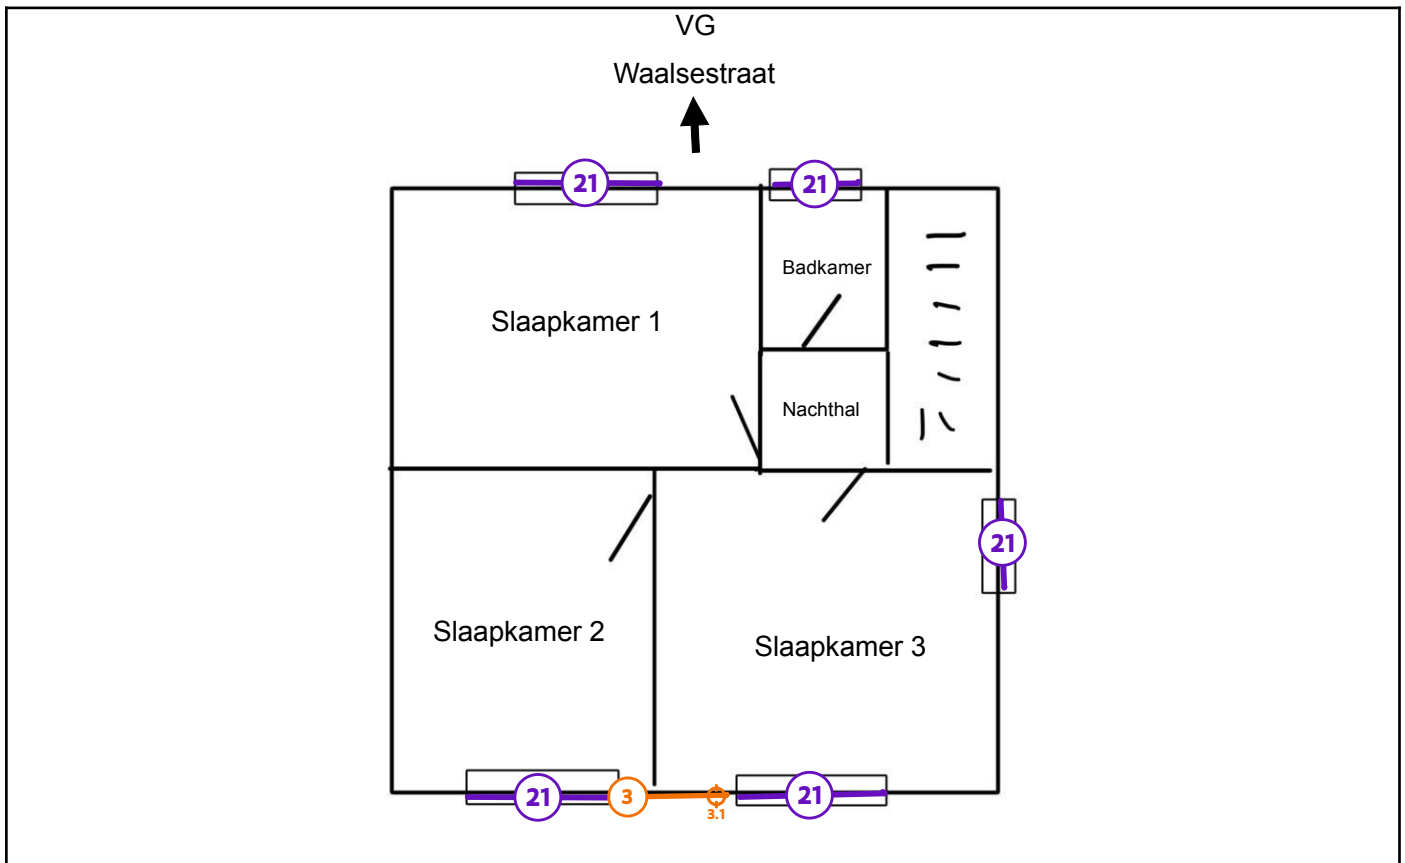 VG
Waalsestraat
21
21
Badkamer
Slaapkamer 1
Nachthal
21
Slaapkamer 2
Slaapkamer 3
21
3
3.1
21